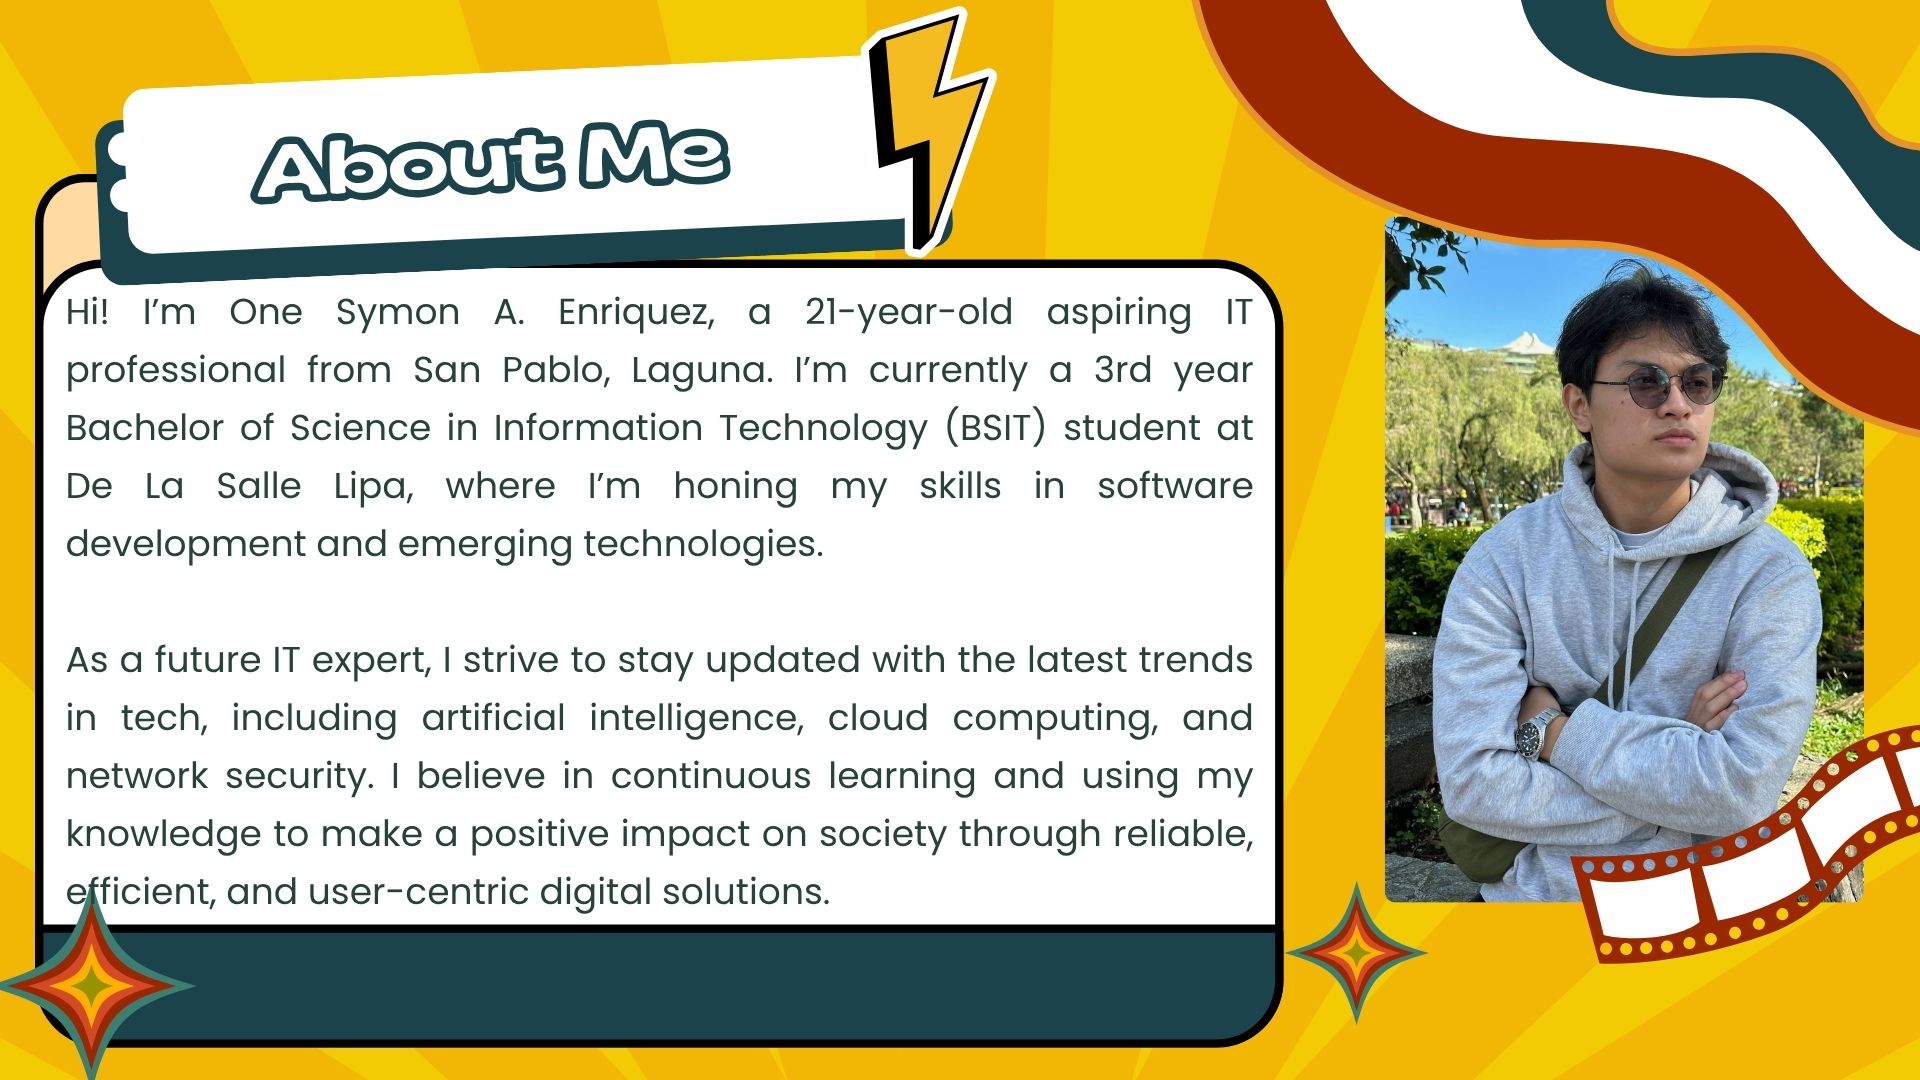 About Me
Hi! I’m One Symon A. Enriquez, a 21-year-old aspiring IT
professional from San Pablo, Laguna. I’m currently a 3rd year
Bachelor of Science in Information Technology (BSIT) student at
De La Salle Lipa, where I’m honing my skills in software
development and emerging technologies.
As a future IT expert, I strive to stay updated with the latest trends
in tech, including artificial intelligence, cloud computing, and
network security. I believe in continuous learning and using my
knowledge to make a positive impact on society through reliable,
efficient, and user-centric digital solutions.